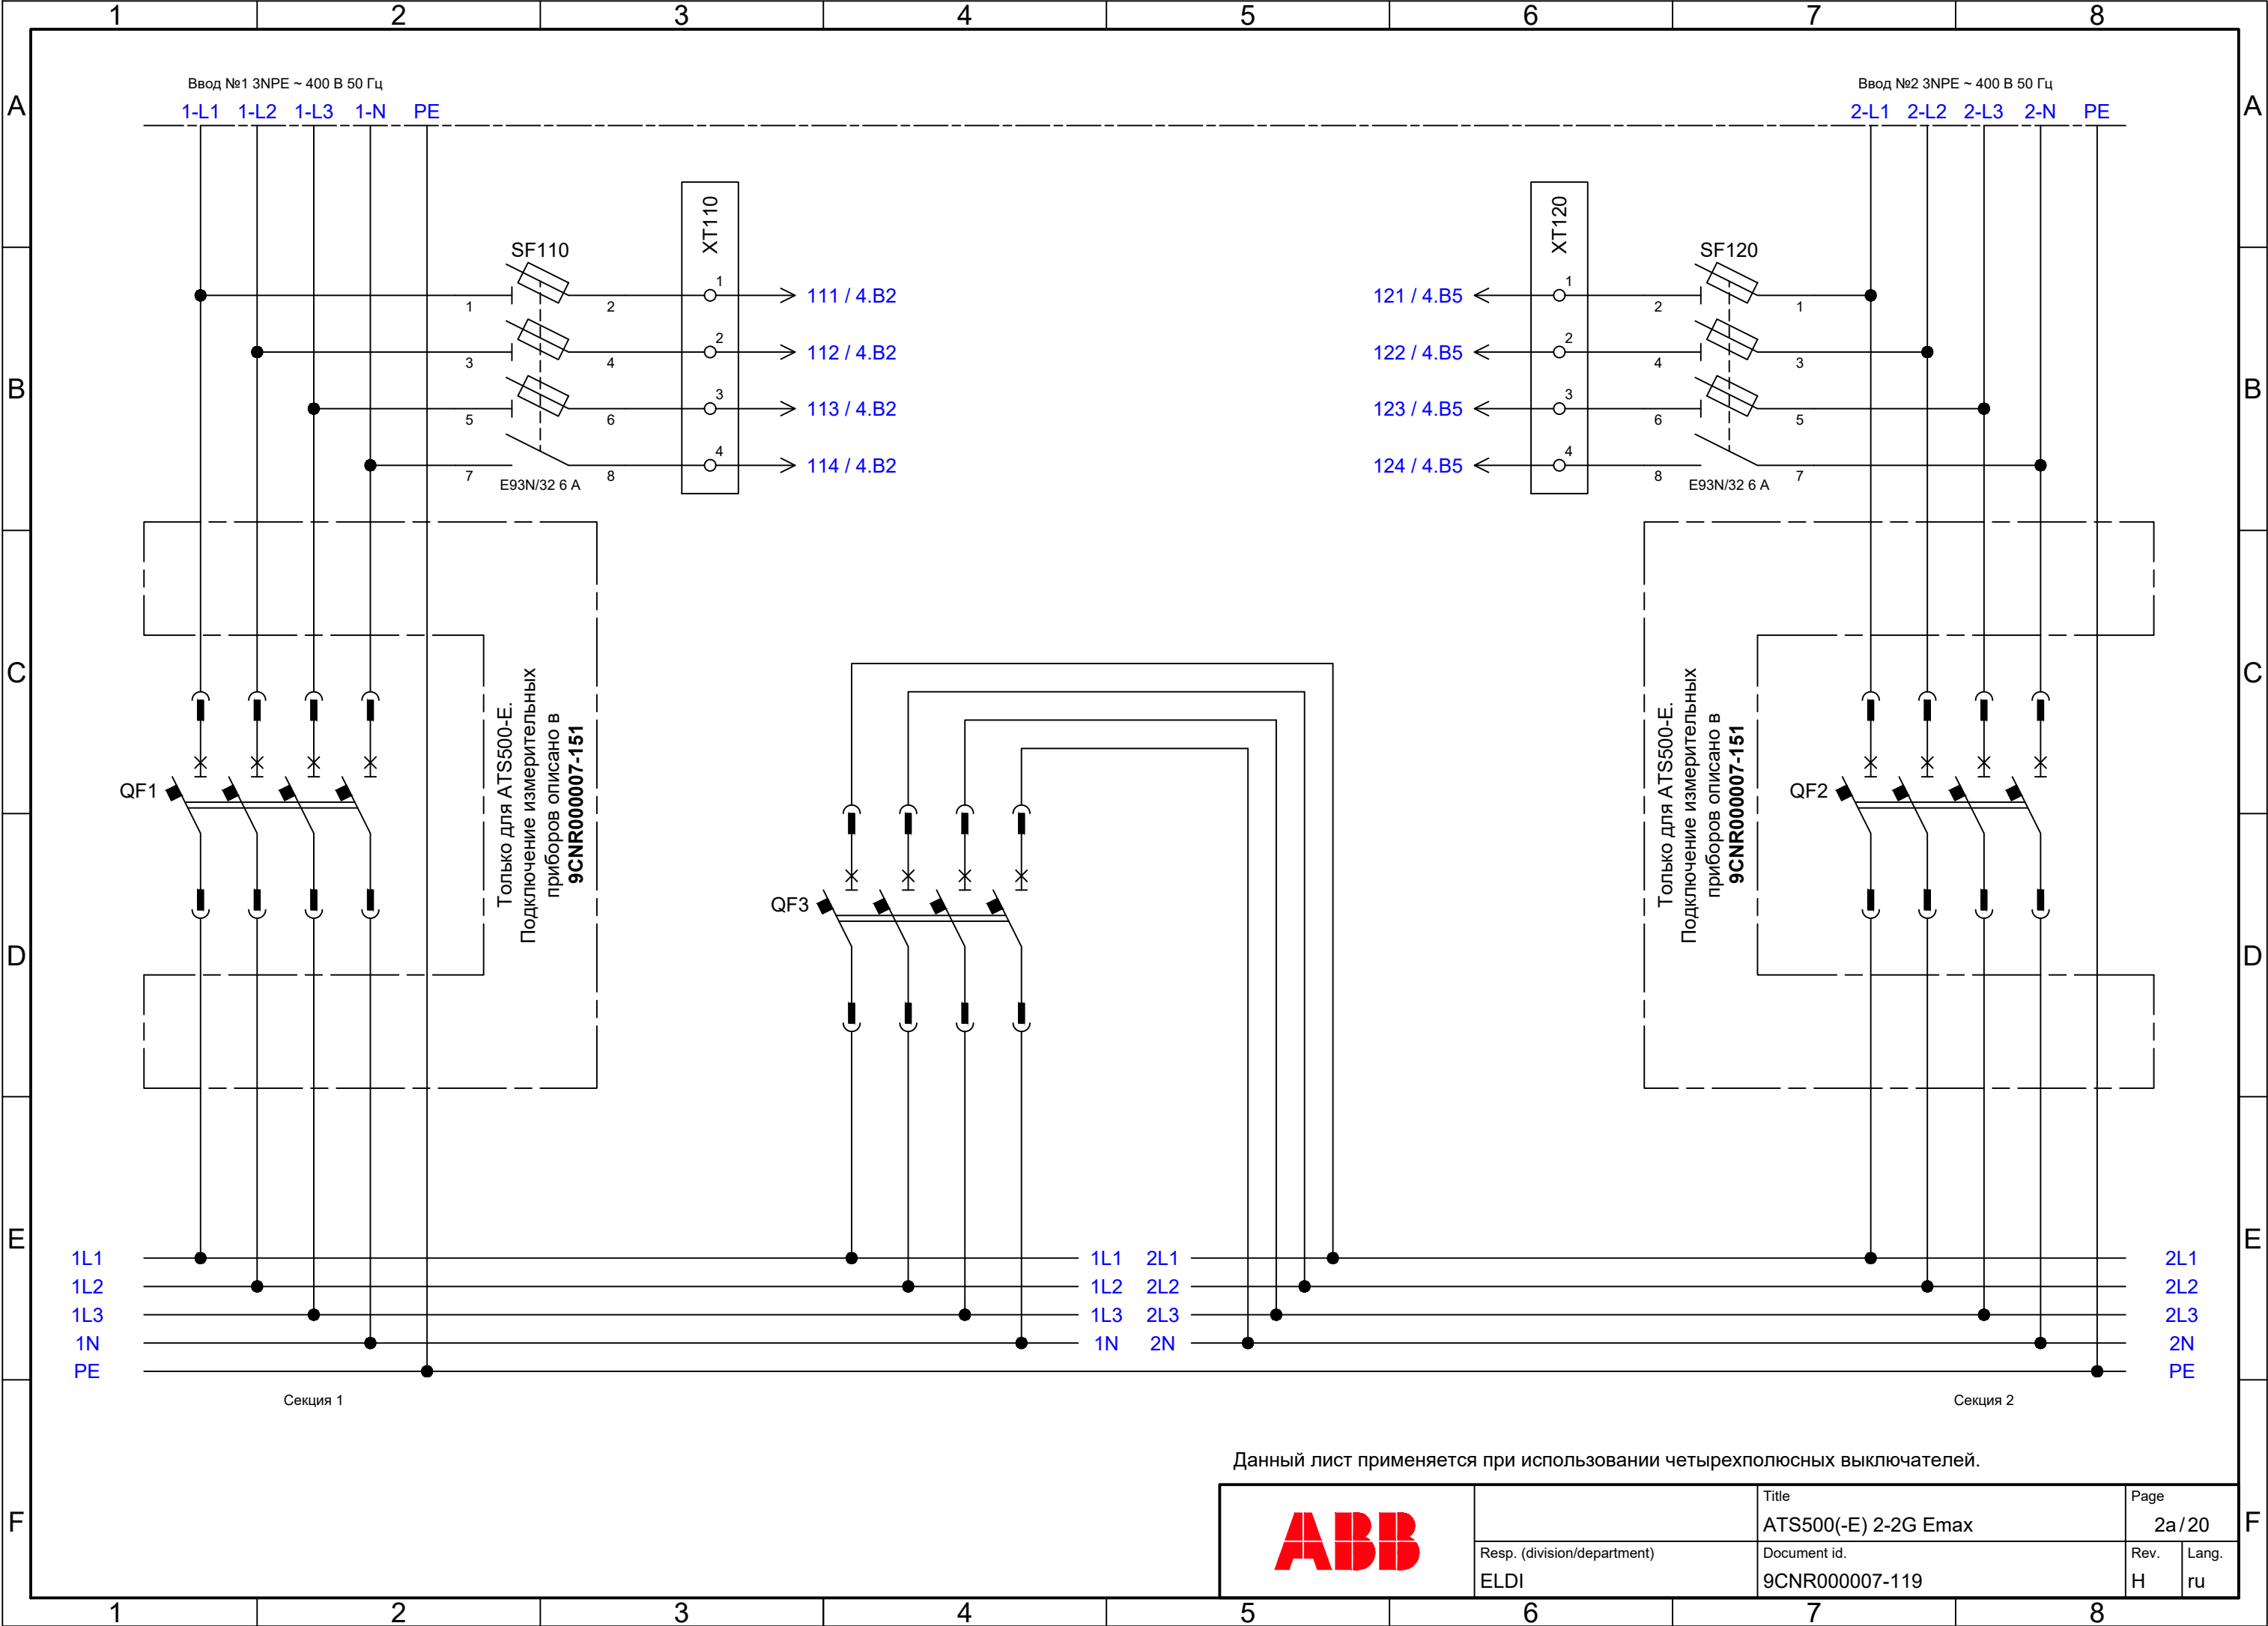 1 2 3 4 5 6 7 8
Ввод №1 3NPE ~ 400 В 50 Гц
Ввод №2 3NPE ~ 400 В 50 Гц
A
1-L1 1-L2 1-L3 1-N PE
2-L1 2-L2 2-L3 2-N PE
A
XT110
XT120
SF110
SF120
1 2 1 111 / 4.B2
121 / 4.B5 1 2 1
3 4 2 112 / 4.B2
122 / 4.B5 2 4 3
B
5 6 3 113 / 4.B2
123 / 4.B5 3 6 5
B
7 8 4 114 / 4.B2
124 / 4.B5 4 8 7
E93N/32 6 A
E93N/32 6 A
C
C
QF1
Только для ATS500-E.
Подключение измерительных
приборов описано в
9CNR000007-151
QF3
Только для ATS500-E.
Подключение измерительных
приборов описано в
9CNR000007-151
QF2
D
D
E
E
1L1 1L1 2L1 2L1
1L2 1L2 2L2 2L2
1L3 1L3 2L3 2L3
1N 1N 2N 2N
PE PE
Секция 1
Секция 2
Данный лист применяется при использовании четырехполюсных выключателей.
F
F
ABB
Title
ATS500(-E) 2-2G Emax
Page
2a/20
Resp. (division/department)
ELDI
Document id.
9CNR000007-119
Rev.
H
Lang.
ru
1 2 3 4 5 6 7 8